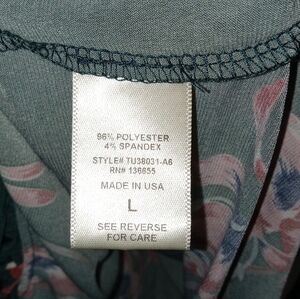 96% POLYESTER
4% SPANDEX
STYLE# TU38031-A6
RN# 136655
MADE IN USA
L
SEE REVERSE
FOR CARE